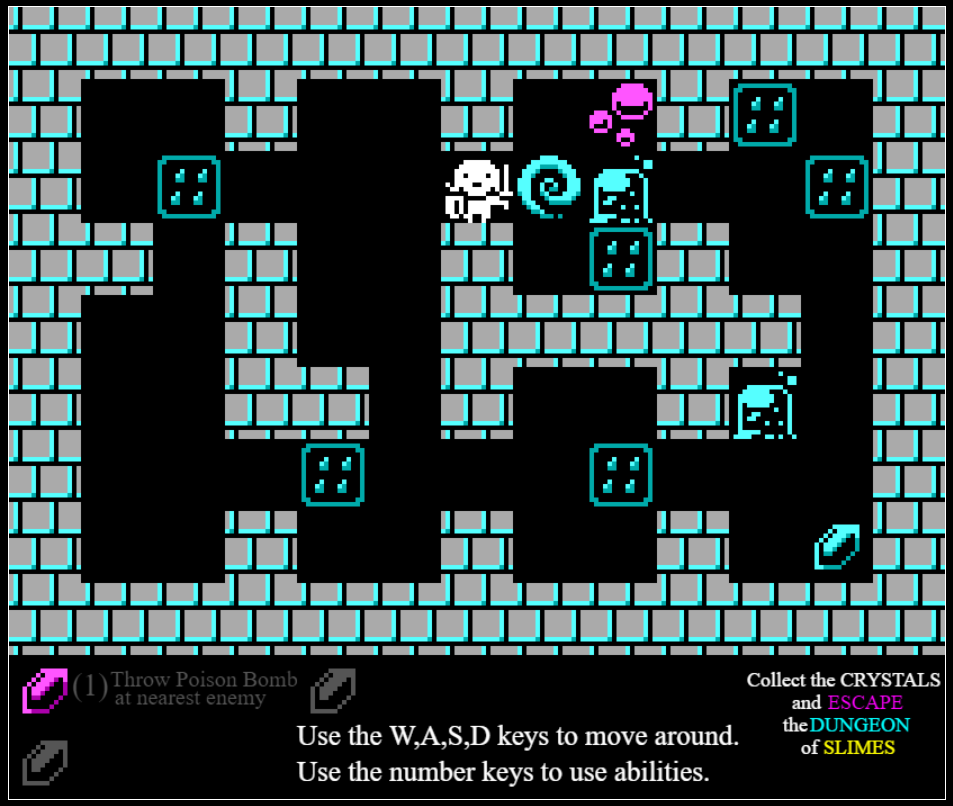 (1) Throw Poison Bomb
at nearest enemy
Use the W,A,S,D keys to move around.
Use the number keys to use abilities.
Collect the CRYSTALS
and ESCAPE
the DUNGEON
of SLIMES